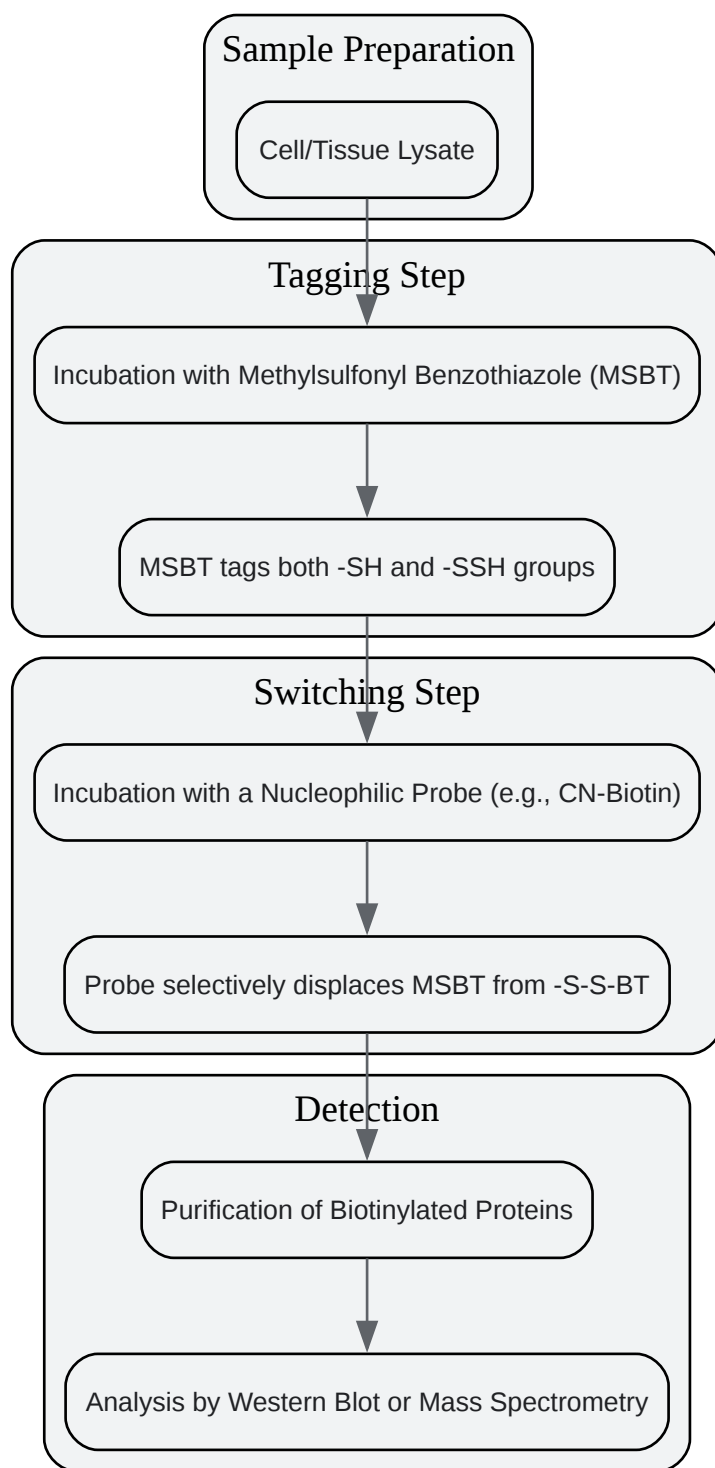 Sample Preparation
Cell/Tissue Lysate
Tagging Step
Incubation with Methylsulfonyl Benzothiazole (MSBT)
MSBT tags both -SH and -SSH groups
Switching Step
Incubation with a Nucleophilic Probe (e.g., CN-Biotin)
Probe selectively displaces MSBT from -S-S-BT
Detection
Purification of Biotinylated Proteins
Analysis by Western Blot or Mass Spectrometry